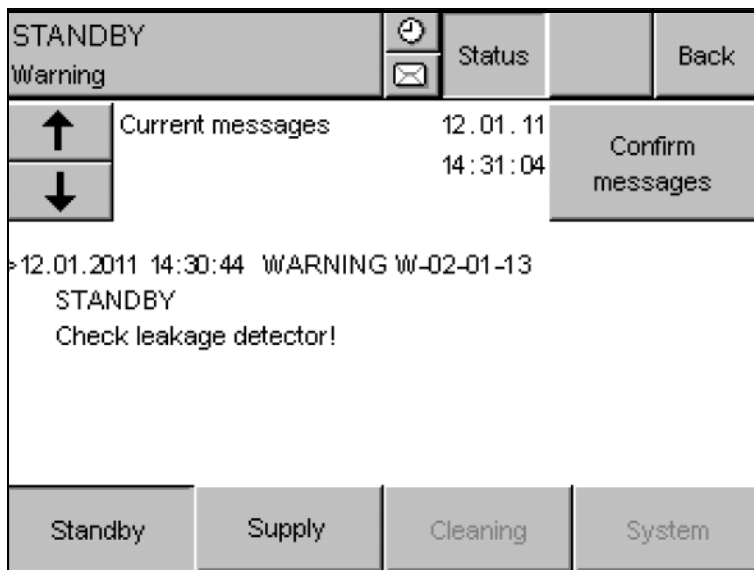 STANDBY
Warning
Status
Back
Current messages
12.01.11
14:31:04
Confirm
messages
>12.01.2011 14:30:44 WARNING W-02-01-13
STANDBY
Check leakage detector!
Standby
Supply
Cleaning
System